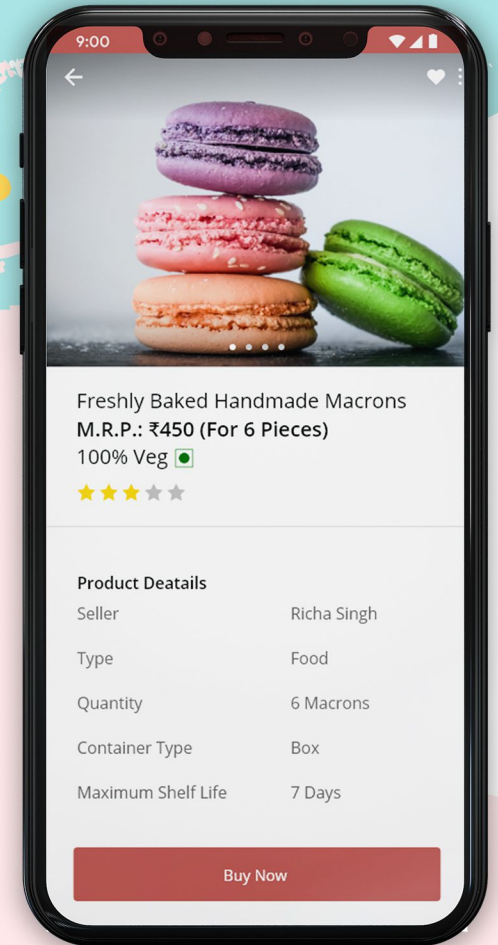 9:00
Freshly Baked Handmade Macrons
M.R.P.: ₹450 (For 6 Pieces)
100% Veg
Product Deatails
Seller Richa Singh
Type Food
Quantity 6 Macrons
Container Type Box
Maximum Shelf Life 7 Days
Buy Now